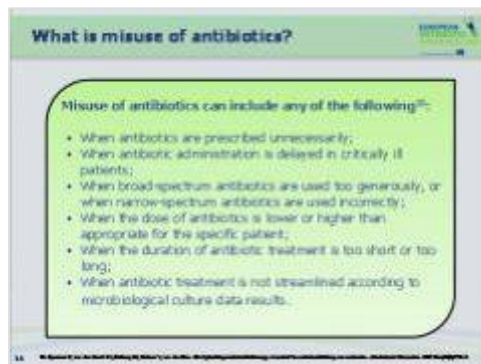 What is misuse of antibiotics?
EUROPEAN
ANTIBIOTIC
Misuse of antibiotics can include any of the following:
• When antibiotics are prescribed unnecessarily;
• When antibiotic administration is delayed in critically ill
patients;
• When broad-spectrum antibiotics are used too generously, or
when narrow-spectrum antibiotics are used incorrectly;
• When the dose of antibiotics is lower or higher than
appropriate for the specific patient;
• When the duration of antibiotic treatment is too short or too
long;
• When antibiotic treatment is not streamlined according to
microbiological culture data results.